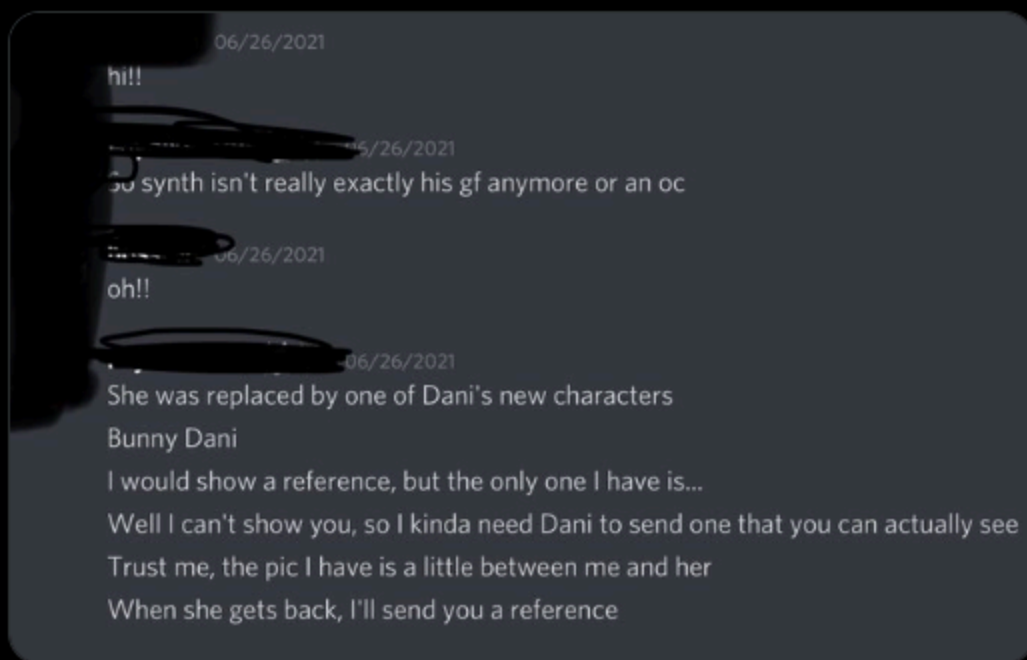 06/26/2021
hi!!
06/26/2021
So synth isn't really exactly his gf anymore or an oc
06/26/2021
oh!!
06/26/2021
She was replaced by one of Dani's new characters
Bunny Dani
I would show a reference, but the only one I have is...
Well I can't show you, so I kinda need Dani to send one that you can actually see
Trust me, the pic I have is a little between me and her
When she gets back, I'll send you a reference